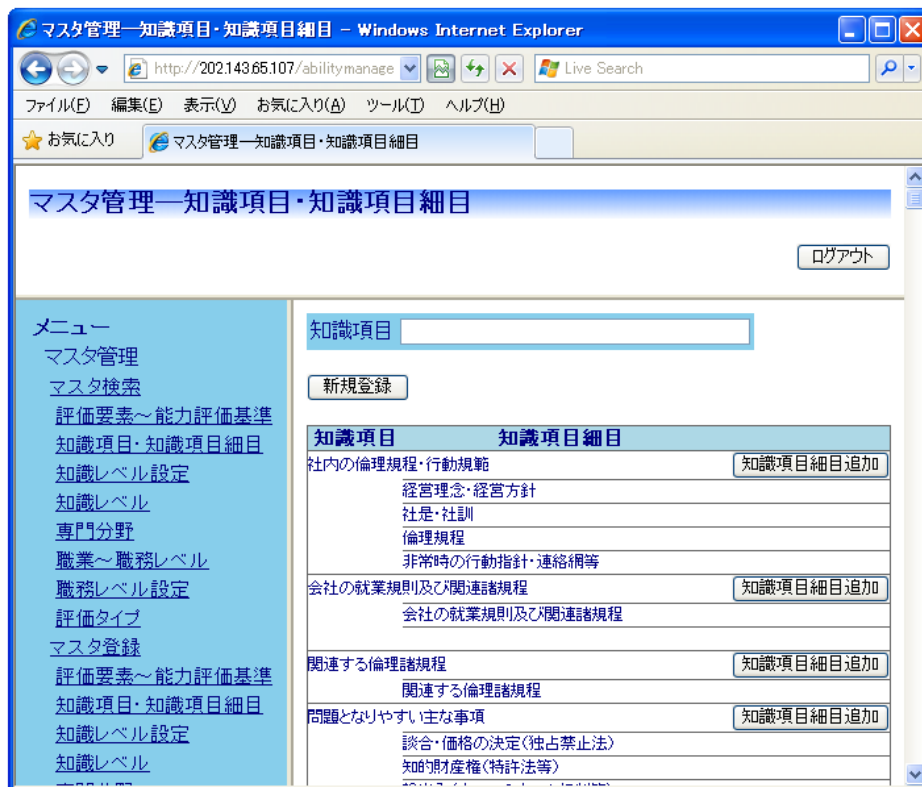 マスタ管理―知識項目・知識項目細目 - Windows Internet Explorer
http://202.143.65.107/abilitymanage
Live Search
ファイル(F) 編集(E) 表示(V) お気に入り(A) ツール(T) ヘルプ(H)
お気に入り マスタ管理―知識項目・知識項目細目
マスタ管理―知識項目・知識項目細目
ログアウト
メニュー
マスタ管理
マスタ検索
評価要素～能力評価基準
知識項目・知識項目細目
知識レベル設定
知識レベル
専門分野
職業～職務レベル
職務レベル設定
評価タイプ
マスタ登録
評価要素～能力評価基準
知識項目・知識項目細目
知識レベル設定
知識レベル
知識項目
新規登録
知識項目 知識項目細目
社内の倫理規程・行動規範 知識項目細目追加
経営理念・経営方針
社是・社訓
倫理規程
非常時の行動指針・連絡網等
会社の就業規則及び関連諸規程 知識項目細目追加
会社の就業規則及び関連諸規程
関連する倫理諸規程 知識項目細目追加
関連する倫理諸規程
問題となりやすい主な事項 知識項目細目追加
談合・価格の決定(独占禁止法)
知的財産権(特許法等)